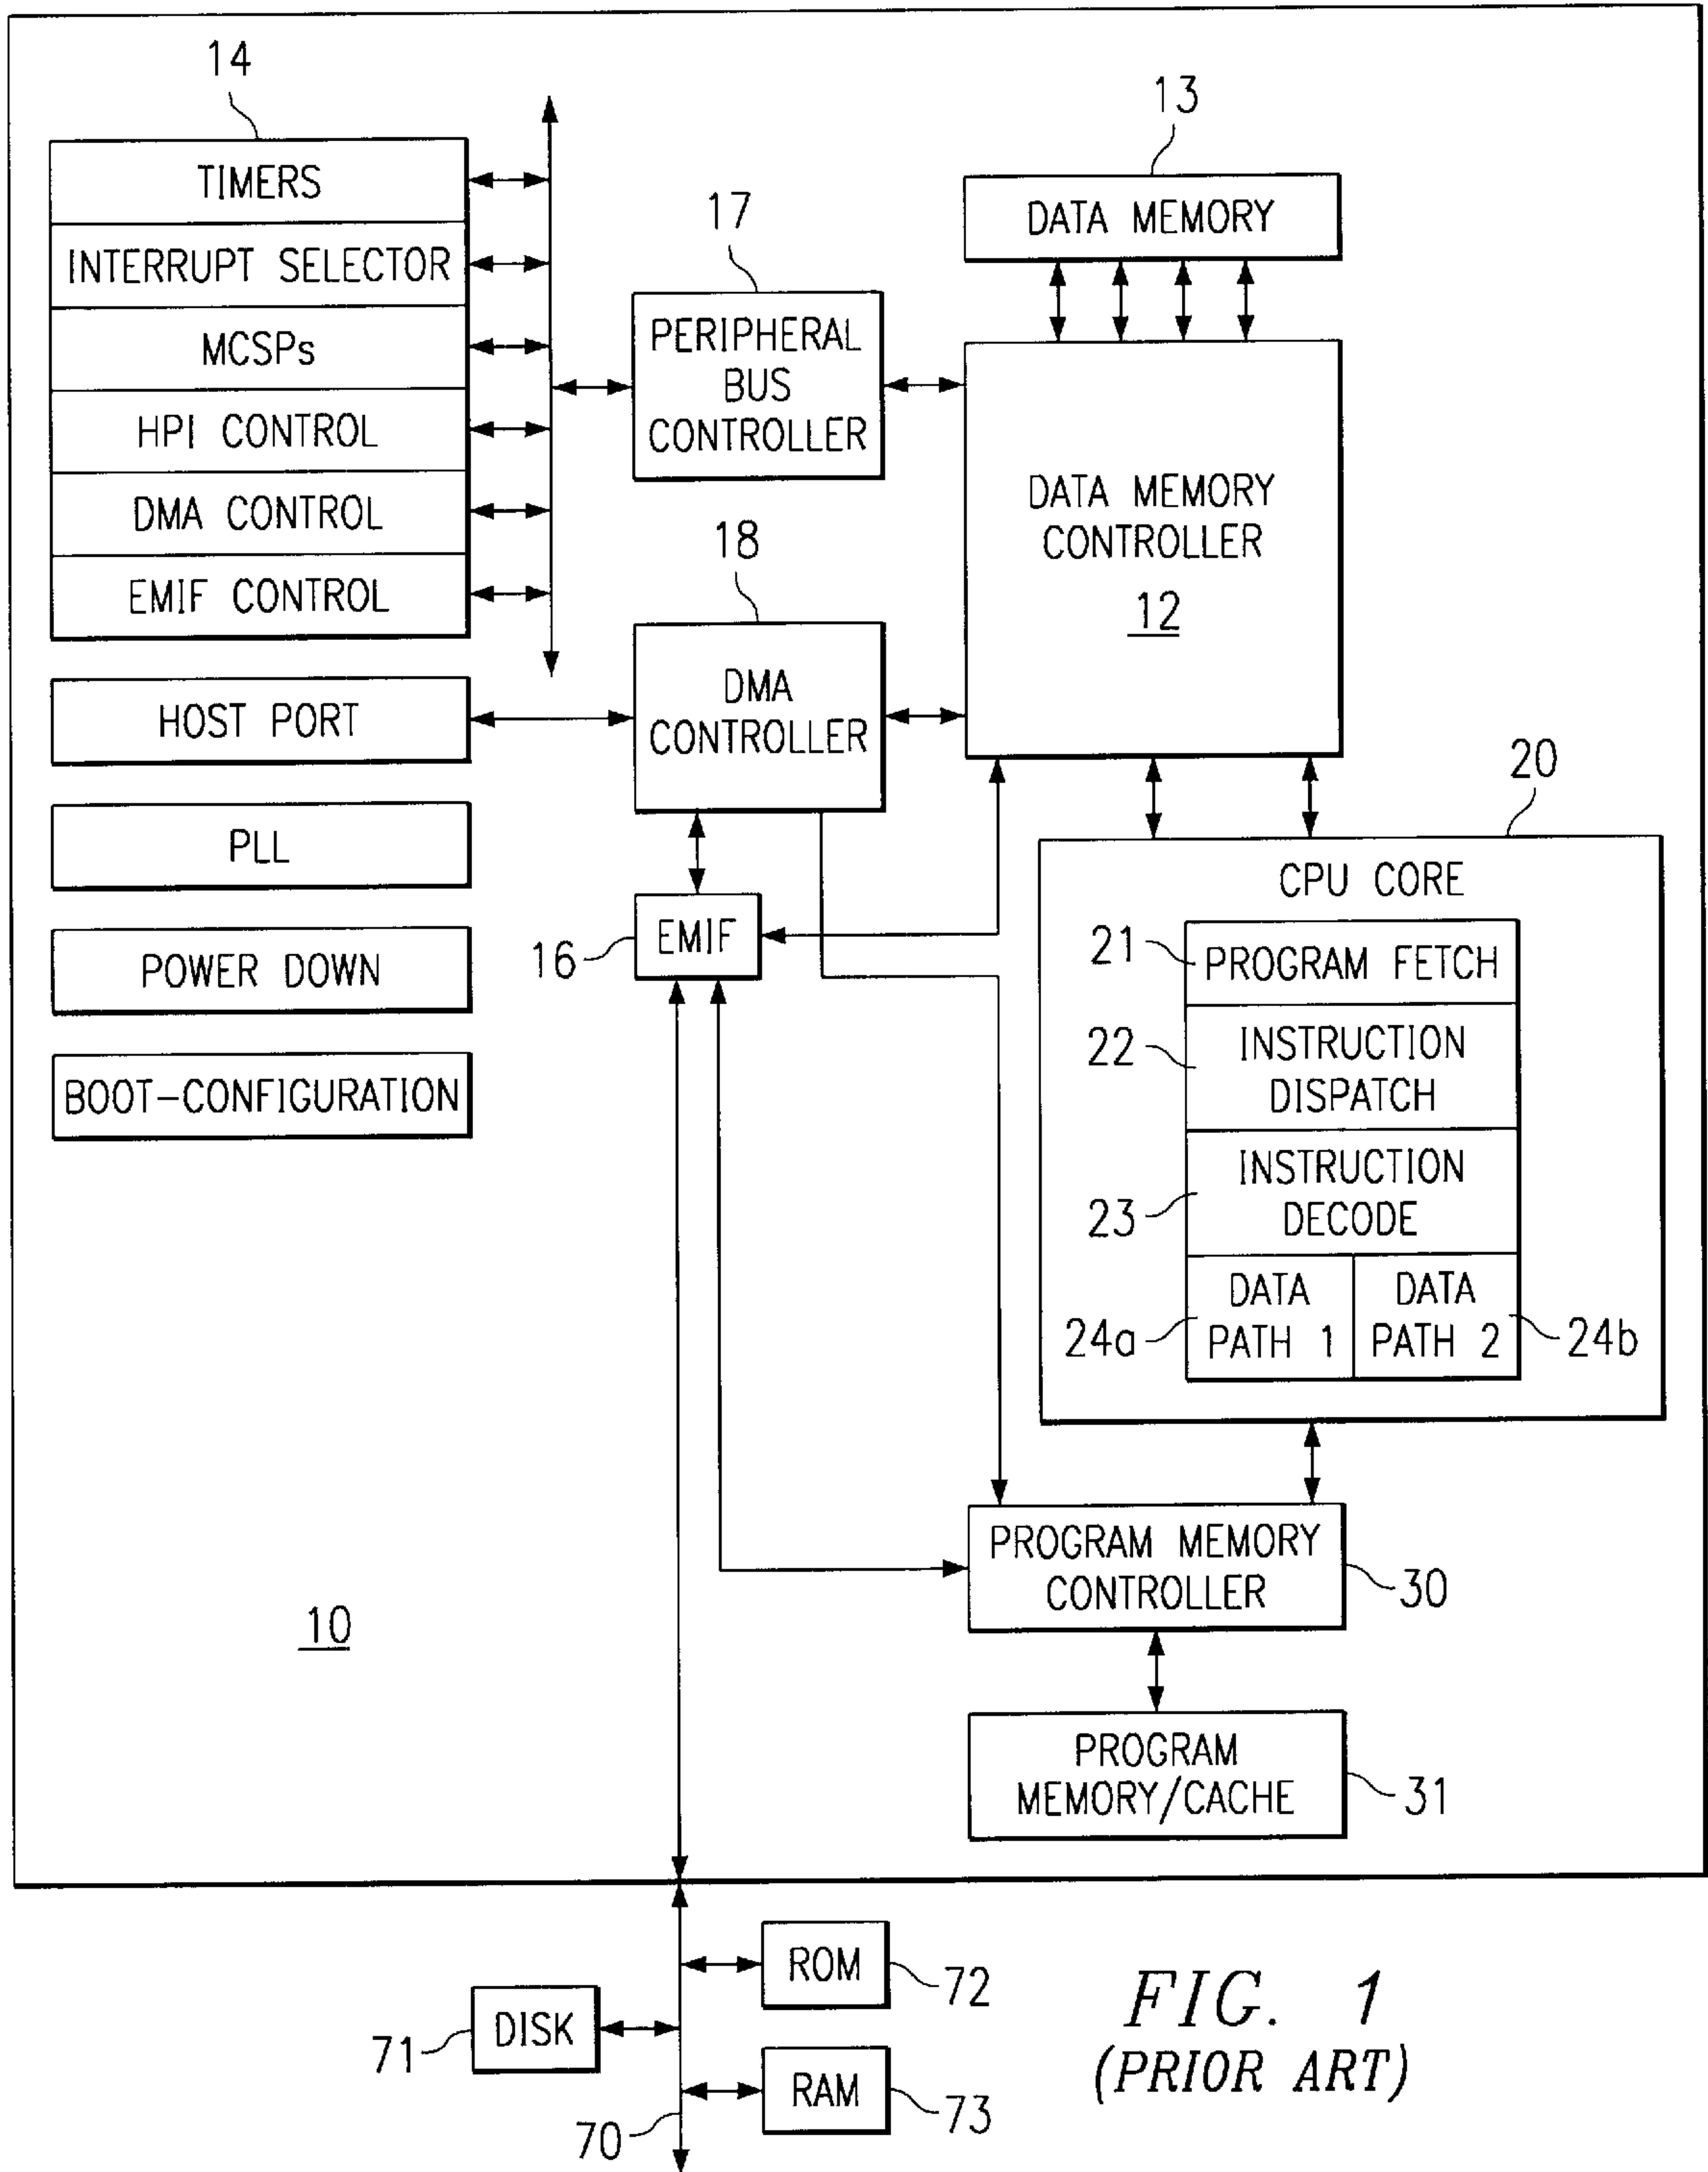 14
TIMERS
INTERRUPT SELECTOR
MCSPs
HPI CONTROL
DMA CONTROL
EMIF CONTROL
HOST PORT
PLL
POWER DOWN
BOOT-CONFIGURATION
17
PERIPHERAL
BUS
CONTROLLER
18
DMA
CONTROLLER
EMIF
16
13
DATA MEMORY
DATA MEMORY
CONTROLLER
12
20
CPU CORE
21
PROGRAM FETCH
22
INSTRUCTION
DISPATCH
23
INSTRUCTION
DECODE
24a
DATA
PATH 1
DATA
PATH 2
24b
PROGRAM MEMORY
CONTROLLER
30
PROGRAM
MEMORY/CACHE
31
10
ROM
72
DISK
71
RAM
73
70
FIG. 1
(PRIOR ART)